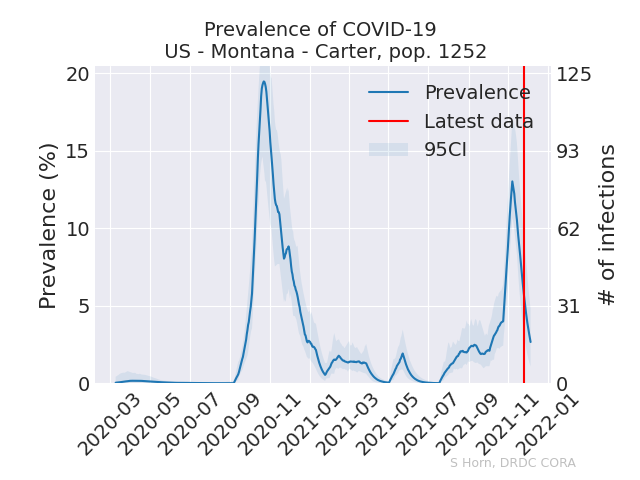 Prevalence of COVID-19
US - Montana - Carter, pop. 1252
Prevalence (%)
20
15
10
5
0
125
93
62
31
0
# of infections
Prevalence
Latest data
95CI
2020-03
2020-05
2020-07
2020-09
2020-11
2021-01
2021-03
2021-05
2021-07
2021-09
2021-11
2022-01
S Horn, DRDC CORA